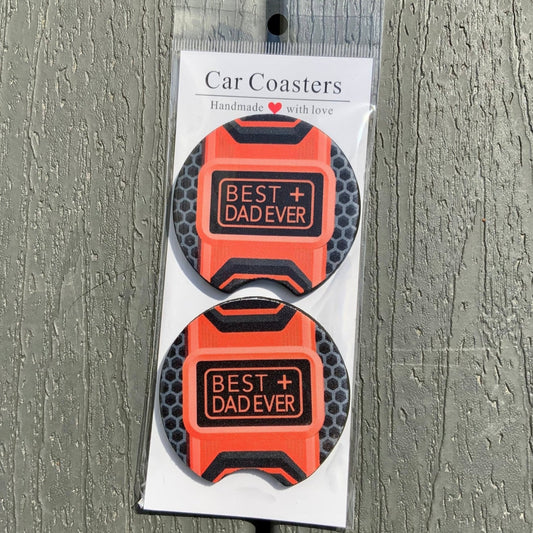 Car Coasters
Handmade ❤ with love
BEST +
DAD EVER
BEST +
DAD EVER